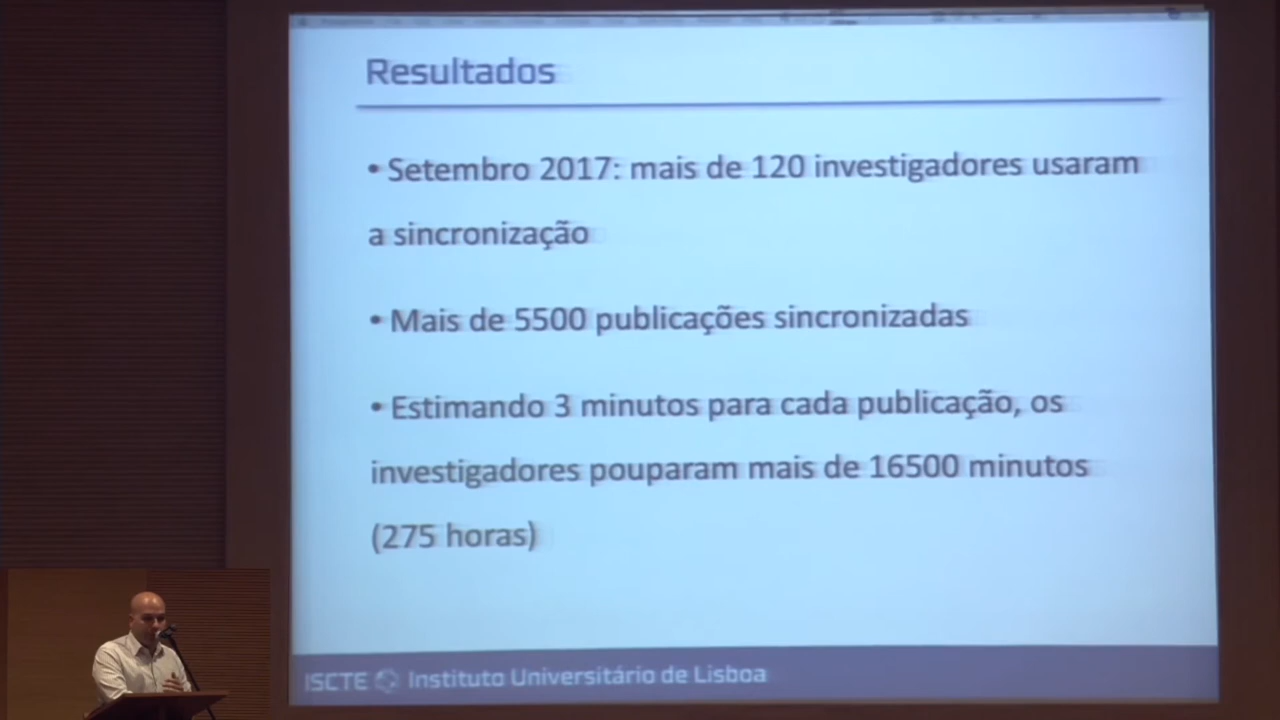 Resultados
• Setembro 2017: mais de 120 investigadores usaram
a sincronização
• Mais de 5500 publicações sincronizadas
• Estimando 3 minutos para cada publicação, os
investigadores pouparam mais de 16500 minutos
(275 horas)
ISCTE Instituto Universitário de Lisboa